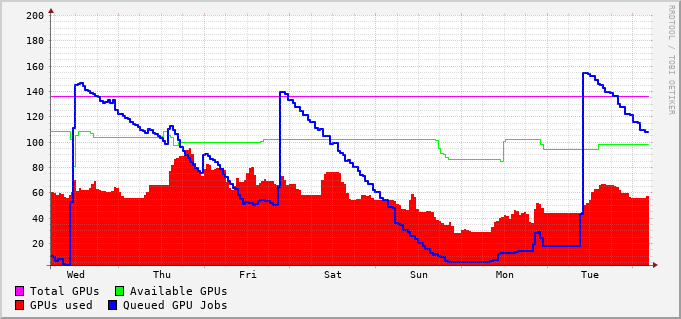 RRDTOOL / TOBI OETIKER
200
180
160
140
120
100
80
60
40
20
Wed Thu Fri Sat Sun Mon Tue
Total GPUs Available GPUs
GPUs used Queued GPU Jobs